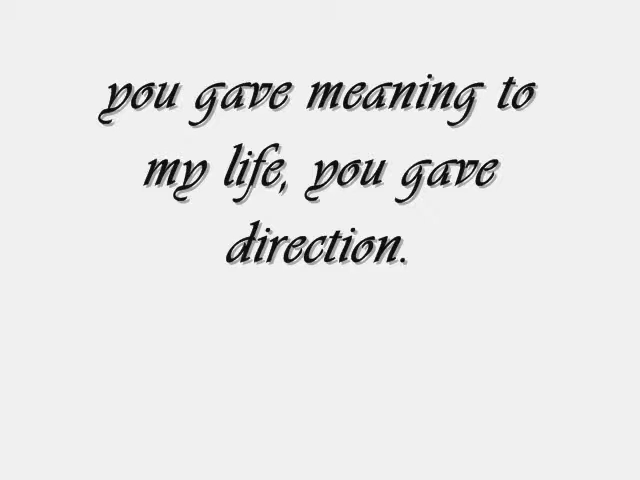 you gave meaning to
my life, you gave
direction.